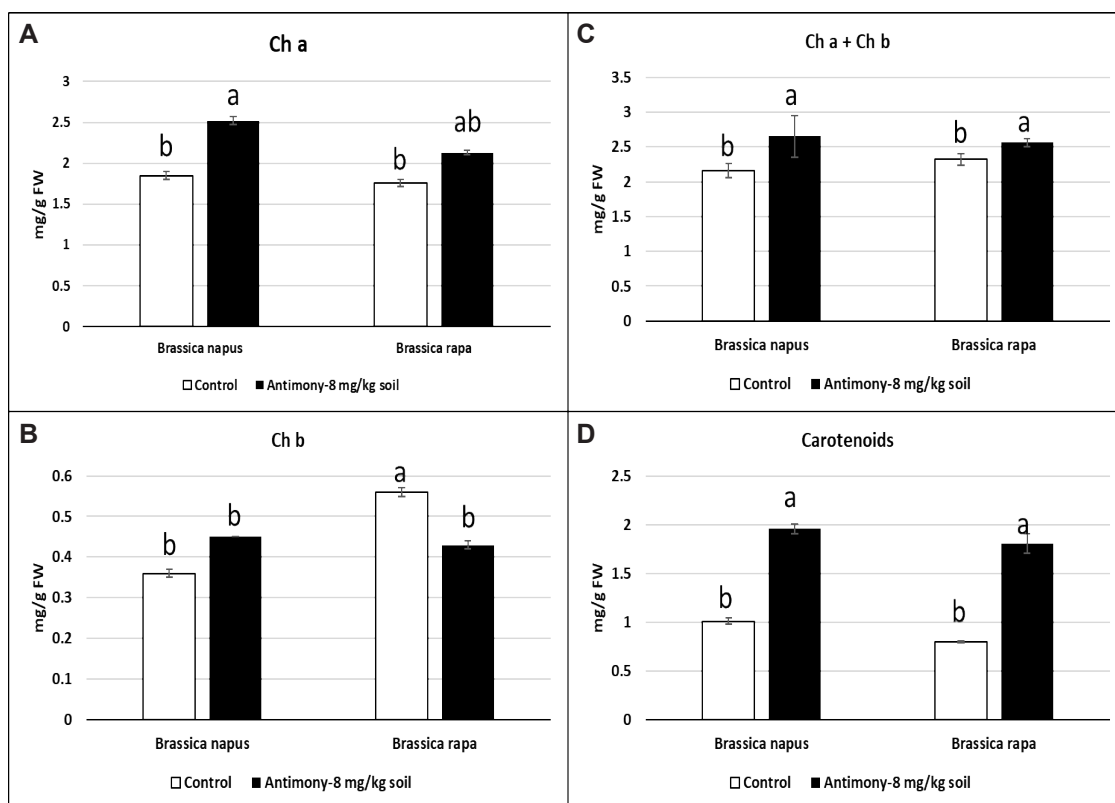 A
Ch a
3
2.5
2
1.5
1
0.5
0
mg/g FW
b
a
b
ab
Brassica napus
Brassica rapa
Control
Antimony-8 mg/kg soil
C
Ch a + Ch b
3.5
3
2.5
2
1.5
1
0.5
0
mg/g FW
b
a
b
a
Brassica napus
Brassica rapa
Control
Antimony-8 mg/kg soil
B
Ch b
0.6
0.5
0.4
0.3
0.2
0.1
0
mg/g FW
b
b
a
b
Brassica napus
Brassica rapa
Control
Antimony-8 mg/kg soil
D
Carotenoids
2.5
2
1.5
1
0.5
0
mg/g FW
b
a
b
a
Brassica napus
Brassica rapa
Control
Antimony-8 mg/kg soil